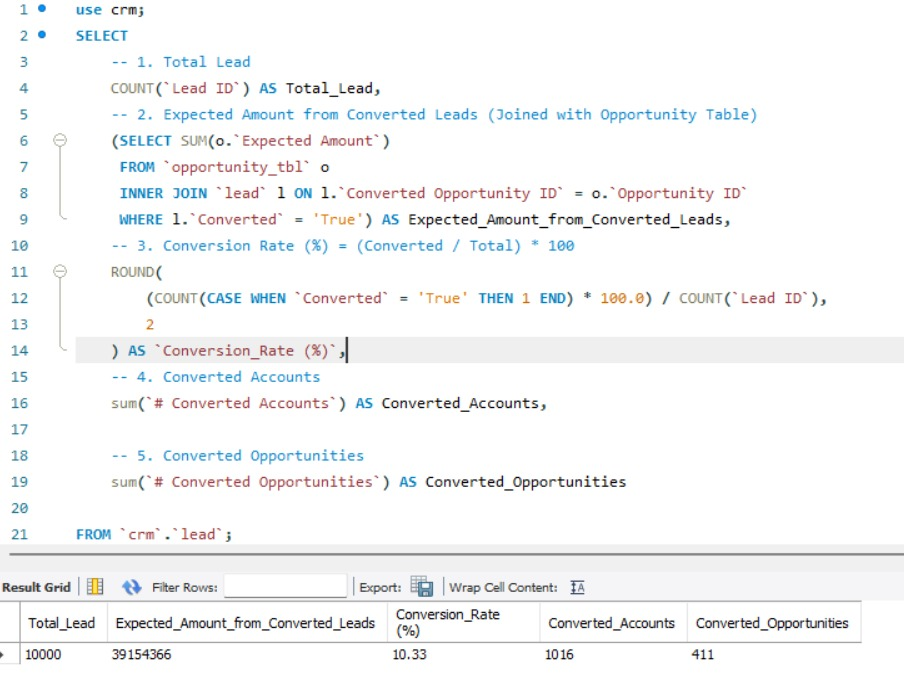 1 use crm;
2 SELECT
3 -- 1. Total Lead
4 COUNT(`Lead ID`) AS Total_Lead,
5 -- 2. Expected Amount from Converted Leads (Joined with Opportunity Table)
6 (SELECT SUM(o.`Expected Amount`)
7 FROM `opportunity_tbl` o
8 INNER JOIN `lead` l ON l.`Converted Opportunity ID` = o.`Opportunity ID`
9 WHERE l.`Converted` = 'True') AS Expected_Amount_from_Converted_Leads,
10 -- 3. Conversion Rate (%) = (Converted / Total) * 100
11 ROUND(
12 (COUNT(CASE WHEN `Converted` = 'True' THEN 1 END) * 100.0) / COUNT(`Lead ID`),
13 2
14 ) AS `Conversion_Rate (%)`,
15 -- 4. Converted Accounts
16 sum(`# Converted Accounts`) AS Converted_Accounts,
17
18 -- 5. Converted Opportunities
19 sum(`# Converted Opportunities`) AS Converted_Opportunities
20
21 FROM `crm`.`lead`;
Result Grid Filter Rows: Export: Wrap Cell Content:
Total_Lead Expected_Amount_from_Converted_Leads Conversion_Rate (%) Converted_Accounts Converted_Opportunities
10000 39154366 10.33 1016 411